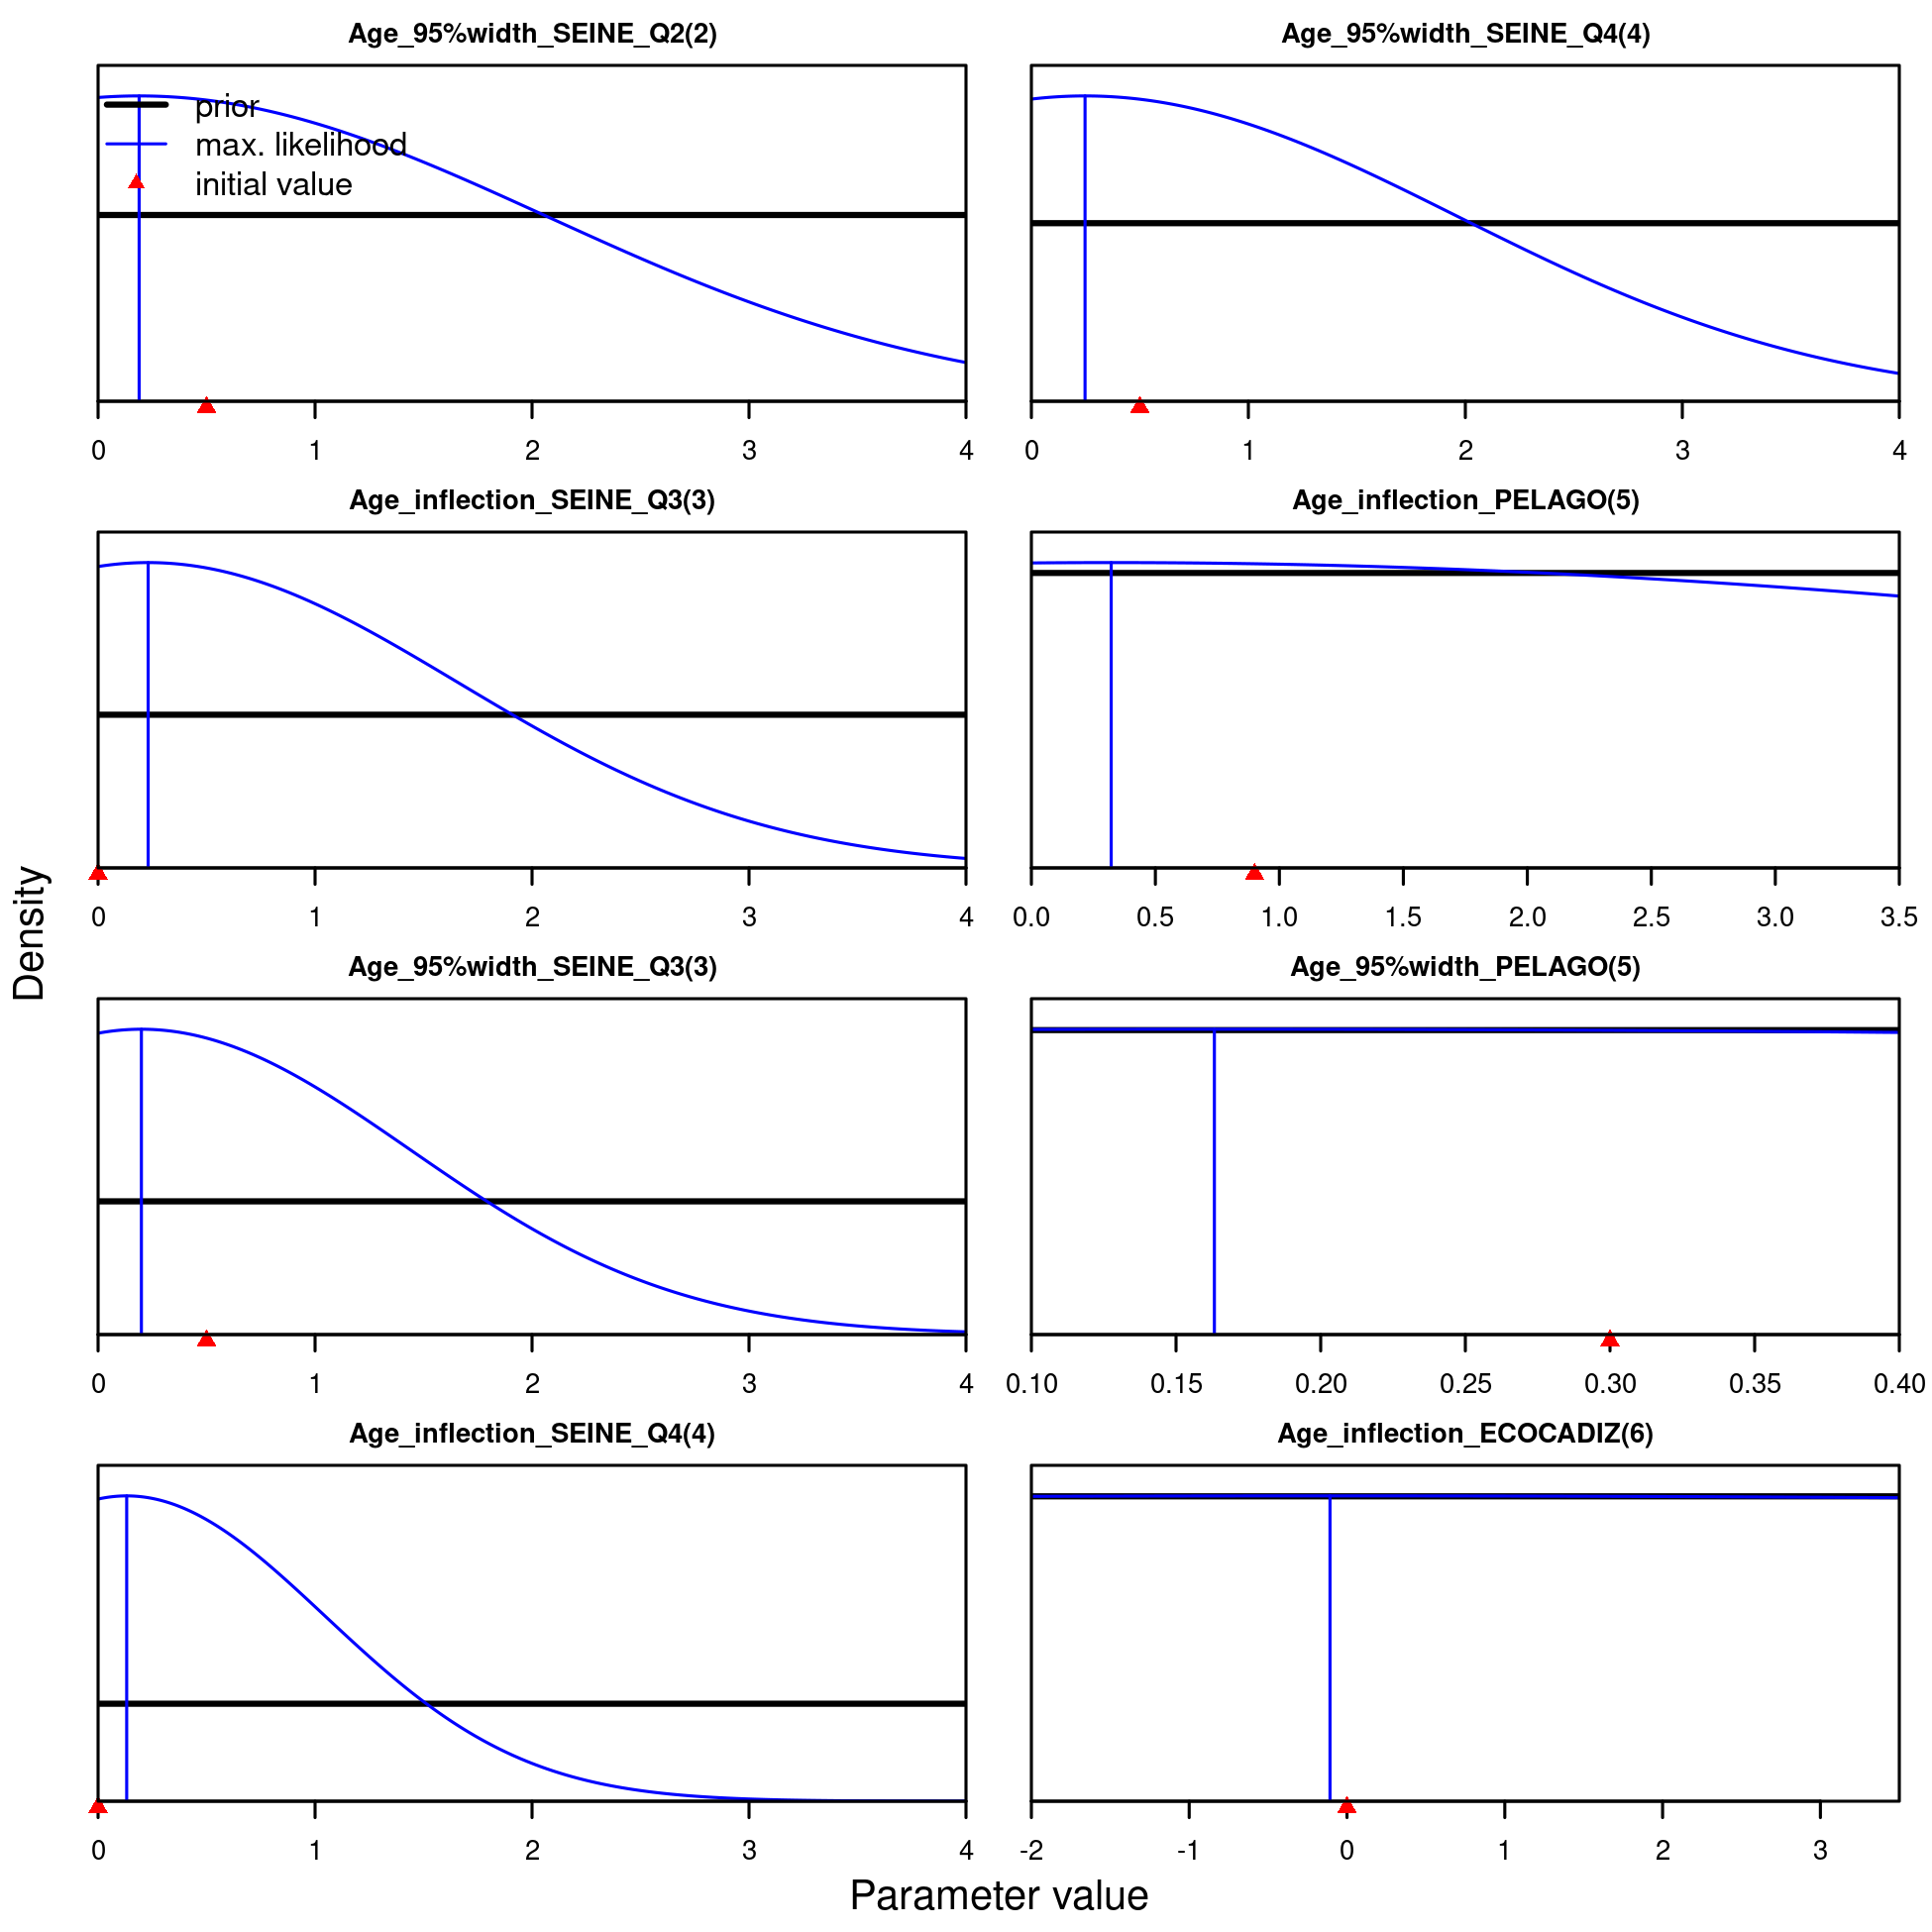 Age_95%width_SEINE_Q2(2)
prior
max. likelihood
initial value
0 1 2 3 4
Age_95%width_SEINE_Q4(4)
0 1 2 3 4
Age_inflection_SEINE_Q3(3)
0 1 2 3 4
Age_inflection_PELAGO(5)
0.0 0.5 1.0 1.5 2.0 2.5 3.0 3.5
Age_95%width_SEINE_Q3(3)
0 1 2 3 4
Age_95%width_PELAGO(5)
0.10 0.15 0.20 0.25 0.30 0.35 0.40
Age_inflection_SEINE_Q4(4)
0 1 2 3 4
Age_inflection_ECOCADIZ(6)
-2 -1 0 1 2 3
Density
Parameter value